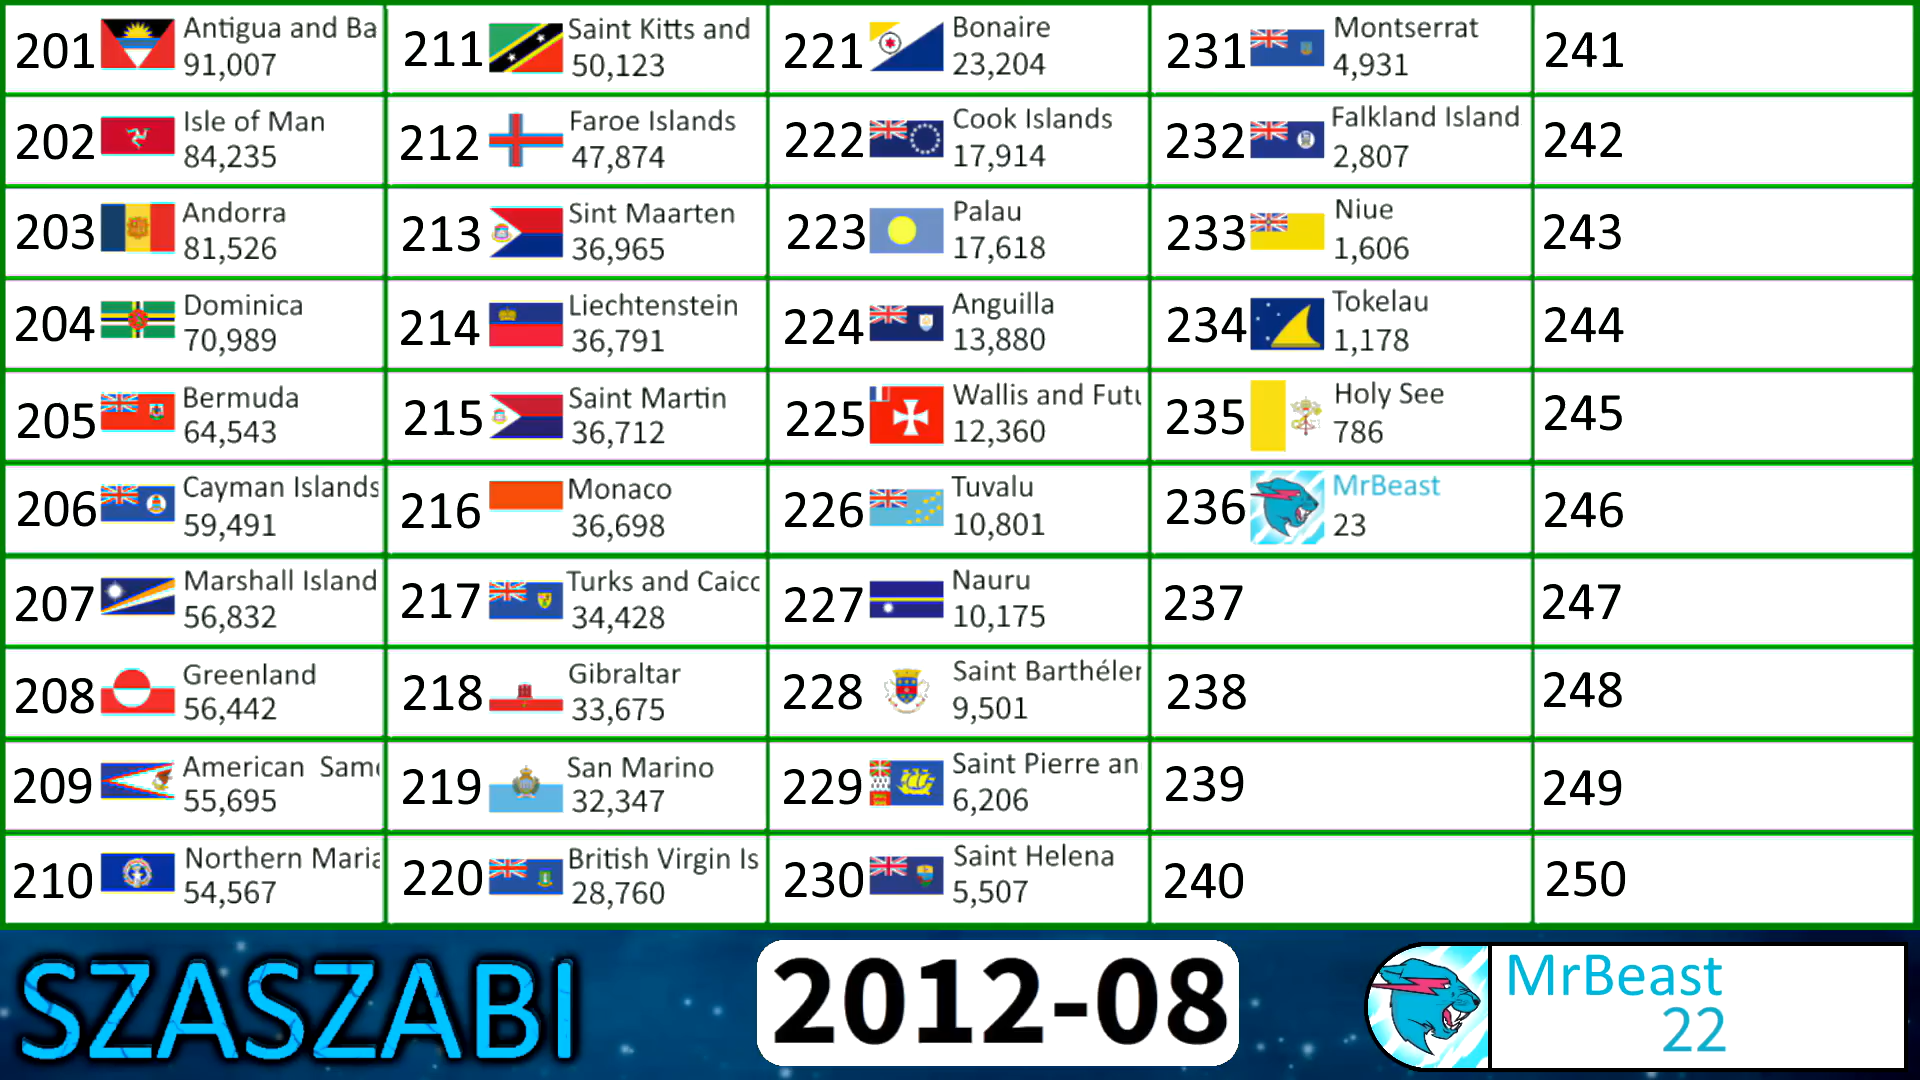 201 Antigua and Ba
91,007
202 Isle of Man
84,235
203 Andorra
81,526
204 Dominica
70,989
205 Bermuda
64,543
206 Cayman Islands
59,491
207 Marshall Island
56,832
208 Greenland
56,442
209 American Sam
55,695
210 Northern Maria
54,567
211 Saint Kitts and
50,123
212 Faroe Islands
47,874
213 Sint Maarten
36,965
214 Liechtenstein
36,791
215 Saint Martin
36,712
216 Monaco
36,698
217 Turks and Caicc
34,428
218 Gibraltar
33,675
219 San Marino
32,347
220 British Virgin Is
28,760
221 Bonaire
23,204
222 Cook Islands
17,914
223 Palau
17,618
224 Anguilla
13,880
225 Wallis and Futu
12,360
226 Tuvalu
10,801
227 Nauru
10,175
228 Saint Barthéler
9,501
229 Saint Pierre an
6,206
230 Saint Helena
5,507
231 Montserrat
4,931
232 Falkland Island
2,807
233 Niue
1,606
234 Tokelau
1,178
235 Holy See
786
236 MrBeast
23
237
238
239
240
241
242
243
244
245
246
247
248
249
250
SZASZABI
2012-08
MrBeast
22